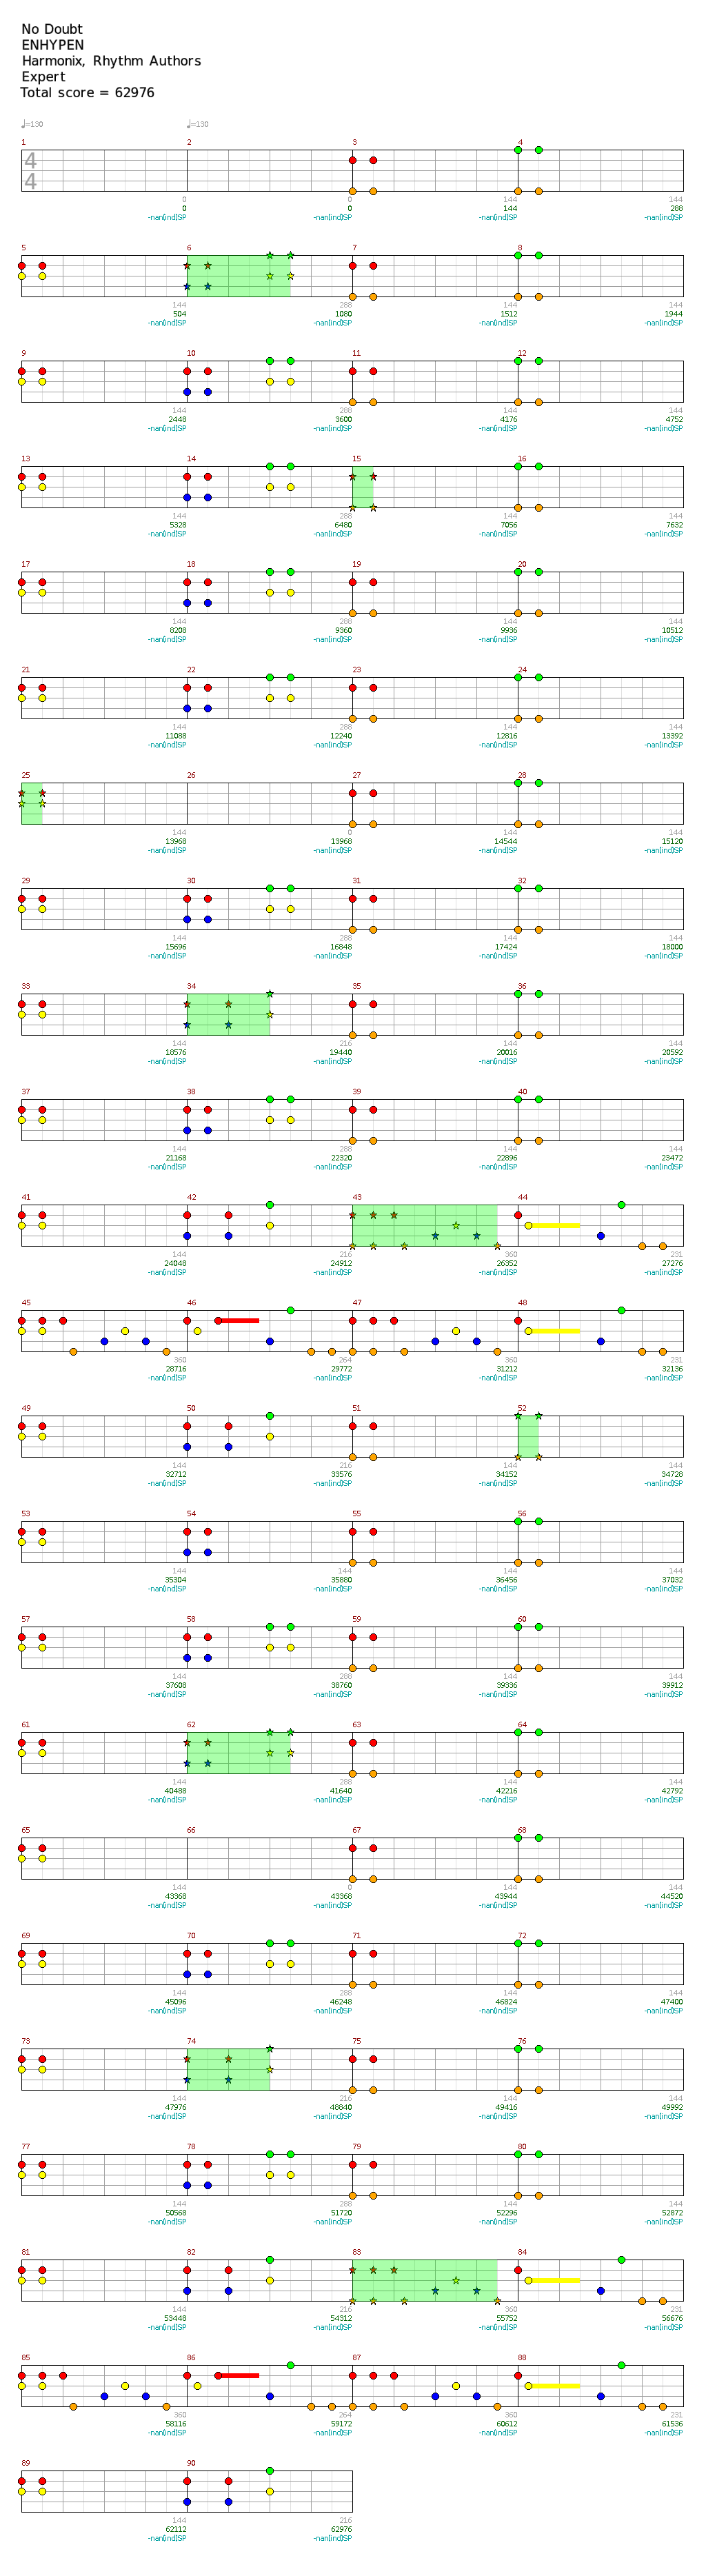 No Doubt
ENHYPEN
Harmonix, Rhythm Authors
Expert
Total score = 62976
♩=130 ♩=130
1 2 3 4
4
4
0 0 144 144
0 0 144 288
-nan(ind)SP -nan(ind)SP -nan(ind)SP -nan(ind)SP
5 6 7 8
144 288 144 144
504 1080 1512 1944
-nan(ind)SP -nan(ind)SP -nan(ind)SP -nan(ind)SP
9 10 11 12
144 288 144 144
2448 3600 4176 4752
-nan(ind)SP -nan(ind)SP -nan(ind)SP -nan(ind)SP
13 14 15 16
144 288 144 144
5328 6480 7056 7632
-nan(ind)SP -nan(ind)SP -nan(ind)SP -nan(ind)SP
17 18 19 20
144 288 144 144
8208 9360 9936 10512
-nan(ind)SP -nan(ind)SP -nan(ind)SP -nan(ind)SP
21 22 23 24
144 288 144 144
11088 12240 12816 13392
-nan(ind)SP -nan(ind)SP -nan(ind)SP -nan(ind)SP
25 26 27 28
144 0 144 144
13968 13968 14544 15120
-nan(ind)SP -nan(ind)SP -nan(ind)SP -nan(ind)SP
29 30 31 32
144 288 144 144
15696 16848 17424 18000
-nan(ind)SP -nan(ind)SP -nan(ind)SP -nan(ind)SP
33 34 35 36
144 216 144 144
18576 19440 20016 20592
-nan(ind)SP -nan(ind)SP -nan(ind)SP -nan(ind)SP
37 38 39 40
144 288 144 144
21168 22320 22896 23472
-nan(ind)SP -nan(ind)SP -nan(ind)SP -nan(ind)SP
41 42 43 44
144 216 360 231
24048 24912 26352 27276
-nan(ind)SP -nan(ind)SP -nan(ind)SP -nan(ind)SP
45 46 47 48
360 264 360 231
28716 29772 31212 32136
-nan(ind)SP -nan(ind)SP -nan(ind)SP -nan(ind)SP
49 50 51 52
144 216 144 144
32712 33576 34152 34728
-nan(ind)SP -nan(ind)SP -nan(ind)SP -nan(ind)SP
53 54 55 56
144 144 144 144
35304 35880 36456 37032
-nan(ind)SP -nan(ind)SP -nan(ind)SP -nan(ind)SP
57 58 59 60
144 288 144 144
37608 38760 39336 39912
-nan(ind)SP -nan(ind)SP -nan(ind)SP -nan(ind)SP
61 62 63 64
144 288 144 144
40488 41640 42216 42792
-nan(ind)SP -nan(ind)SP -nan(ind)SP -nan(ind)SP
65 66 67 68
144 0 144 144
43368 43368 43944 44520
-nan(ind)SP -nan(ind)SP -nan(ind)SP -nan(ind)SP
69 70 71 72
144 288 144 144
45096 46248 46824 47400
-nan(ind)SP -nan(ind)SP -nan(ind)SP -nan(ind)SP
73 74 75 76
144 216 144 144
47976 48840 49416 49992
-nan(ind)SP -nan(ind)SP -nan(ind)SP -nan(ind)SP
77 78 79 80
144 288 144 144
50568 51720 52296 52872
-nan(ind)SP -nan(ind)SP -nan(ind)SP -nan(ind)SP
81 82 83 84
144 216 360 231
53448 54312 55752 56676
-nan(ind)SP -nan(ind)SP -nan(ind)SP -nan(ind)SP
85 86 87 88
360 264 360 231
58116 59172 60612 61536
-nan(ind)SP -nan(ind)SP -nan(ind)SP -nan(ind)SP
89 90
144 216
62112 62976
-nan(ind)SP -nan(ind)SP